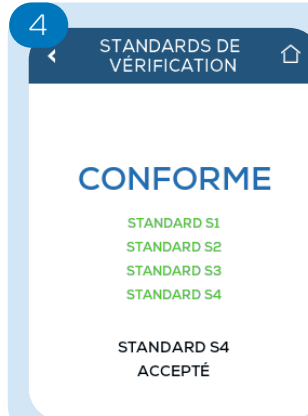 4
STANDARDS DE
VÉRIFICATION
CONFORME
STANDARD S1
STANDARD S2
STANDARD S3
STANDARD S4
STANDARD S4
ACCEPTÉ